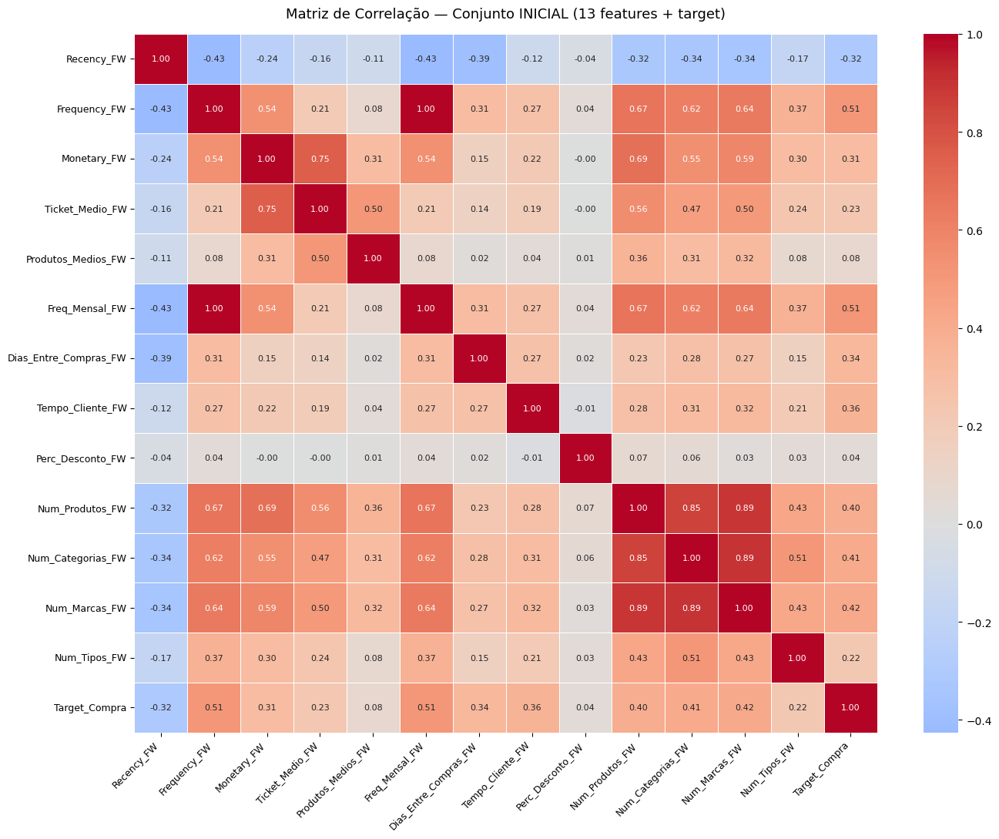 Matriz de Correlação — Conjunto INICIAL (13 features + target)
Recency_FW 1.00 -0.43 -0.24 -0.16 -0.11 -0.43 -0.39 -0.12 -0.04 -0.32 -0.34 -0.34 -0.17 -0.32
Frequency_FW -0.43 1.00 0.54 0.21 0.08 1.00 0.31 0.27 0.04 0.67 0.62 0.64 0.37 0.51
Monetary_FW -0.24 0.54 1.00 0.75 0.31 0.54 0.15 0.22 -0.00 0.69 0.55 0.59 0.30 0.31
Ticket_Medio_FW -0.16 0.21 0.75 1.00 0.50 0.21 0.14 0.19 -0.00 0.56 0.47 0.50 0.24 0.23
Produtos_Medios_FW -0.11 0.08 0.31 0.50 1.00 0.08 0.02 0.04 0.01 0.36 0.31 0.32 0.08 0.08
Freq_Mensal_FW -0.43 1.00 0.54 0.21 0.08 1.00 0.31 0.27 0.04 0.67 0.62 0.64 0.37 0.51
Dias_Entre_Compras_FW -0.39 0.31 0.15 0.14 0.02 0.31 1.00 0.27 0.02 0.23 0.28 0.27 0.15 0.34
Tempo_Cliente_FW -0.12 0.27 0.22 0.19 0.04 0.27 0.27 1.00 -0.01 0.28 0.31 0.32 0.21 0.36
Perc_Desconto_FW -0.04 0.04 -0.00 -0.00 0.01 0.04 0.02 -0.01 1.00 0.07 0.06 0.03 0.03 0.04
Num_Produtos_FW -0.32 0.67 0.69 0.56 0.36 0.67 0.23 0.28 0.07 1.00 0.85 0.89 0.43 0.40
Num_Categorias_FW -0.34 0.62 0.55 0.47 0.31 0.62 0.28 0.31 0.06 0.85 1.00 0.89 0.51 0.41
Num_Marcas_FW -0.34 0.64 0.59 0.50 0.32 0.64 0.27 0.32 0.03 0.89 0.89 1.00 0.43 0.42
Num_Tipos_FW -0.17 0.37 0.30 0.24 0.08 0.37 0.15 0.21 0.03 0.43 0.51 0.43 1.00 0.22
Target_Compra -0.32 0.51 0.31 0.23 0.08 0.51 0.34 0.36 0.04 0.40 0.41 0.42 0.22 1.00
Recency_FW
Frequency_FW
Monetary_FW
Ticket_Medio_FW
Produtos_Medios_FW
Freq_Mensal_FW
Dias_Entre_Compras_FW
Tempo_Cliente_FW
Perc_Desconto_FW
Num_Produtos_FW
Num_Categorias_FW
Num_Marcas_FW
Num_Tipos_FW
Target_Compra
1.0
0.8
0.6
0.4
0.2
0.0
−0.2
−0.4